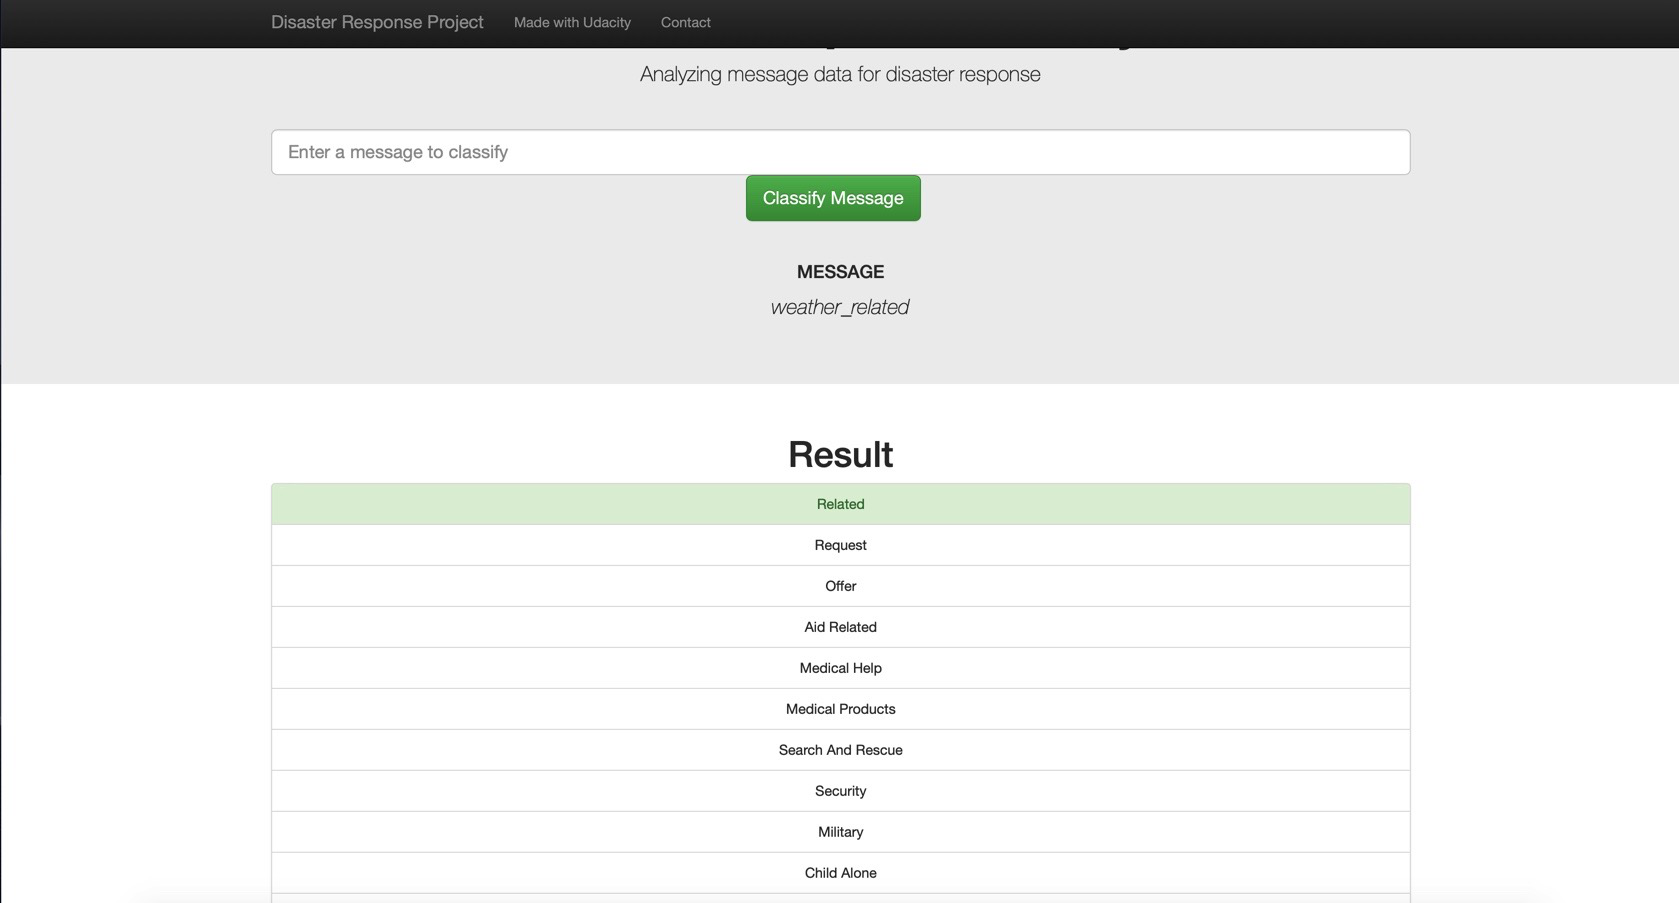 Disaster Response Project Made with Udacity Contact
Analyzing message data for disaster response
Enter a message to classify
Classify Message
MESSAGE
weather_related
Result
Related
Request
Offer
Aid Related
Medical Help
Medical Products
Search And Rescue
Security
Military
Child Alone